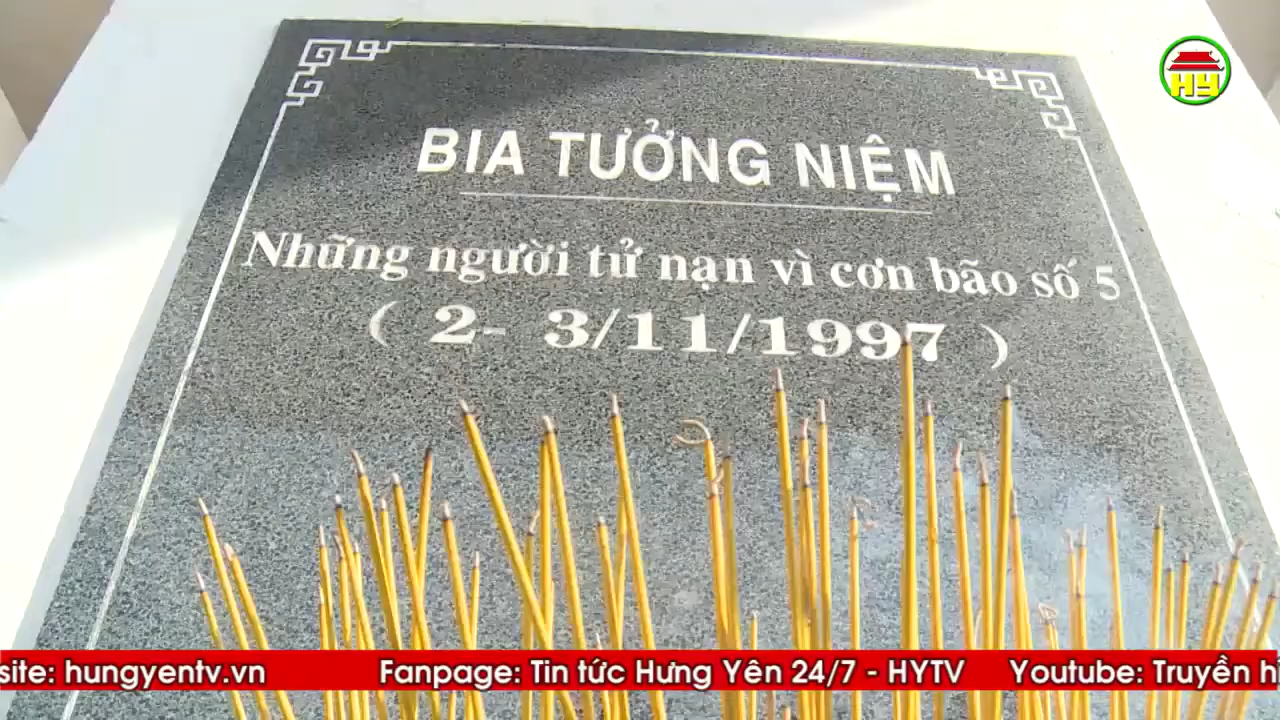 HY
BIA TƯỞNG NIỆM
Những người tử nạn vì cơn bão số 5
( 2- 3/11/1997 )
site: hungyentv.vn Fanpage: Tin tức Hưng Yên 24/7 - HYTV Youtube: Truyền